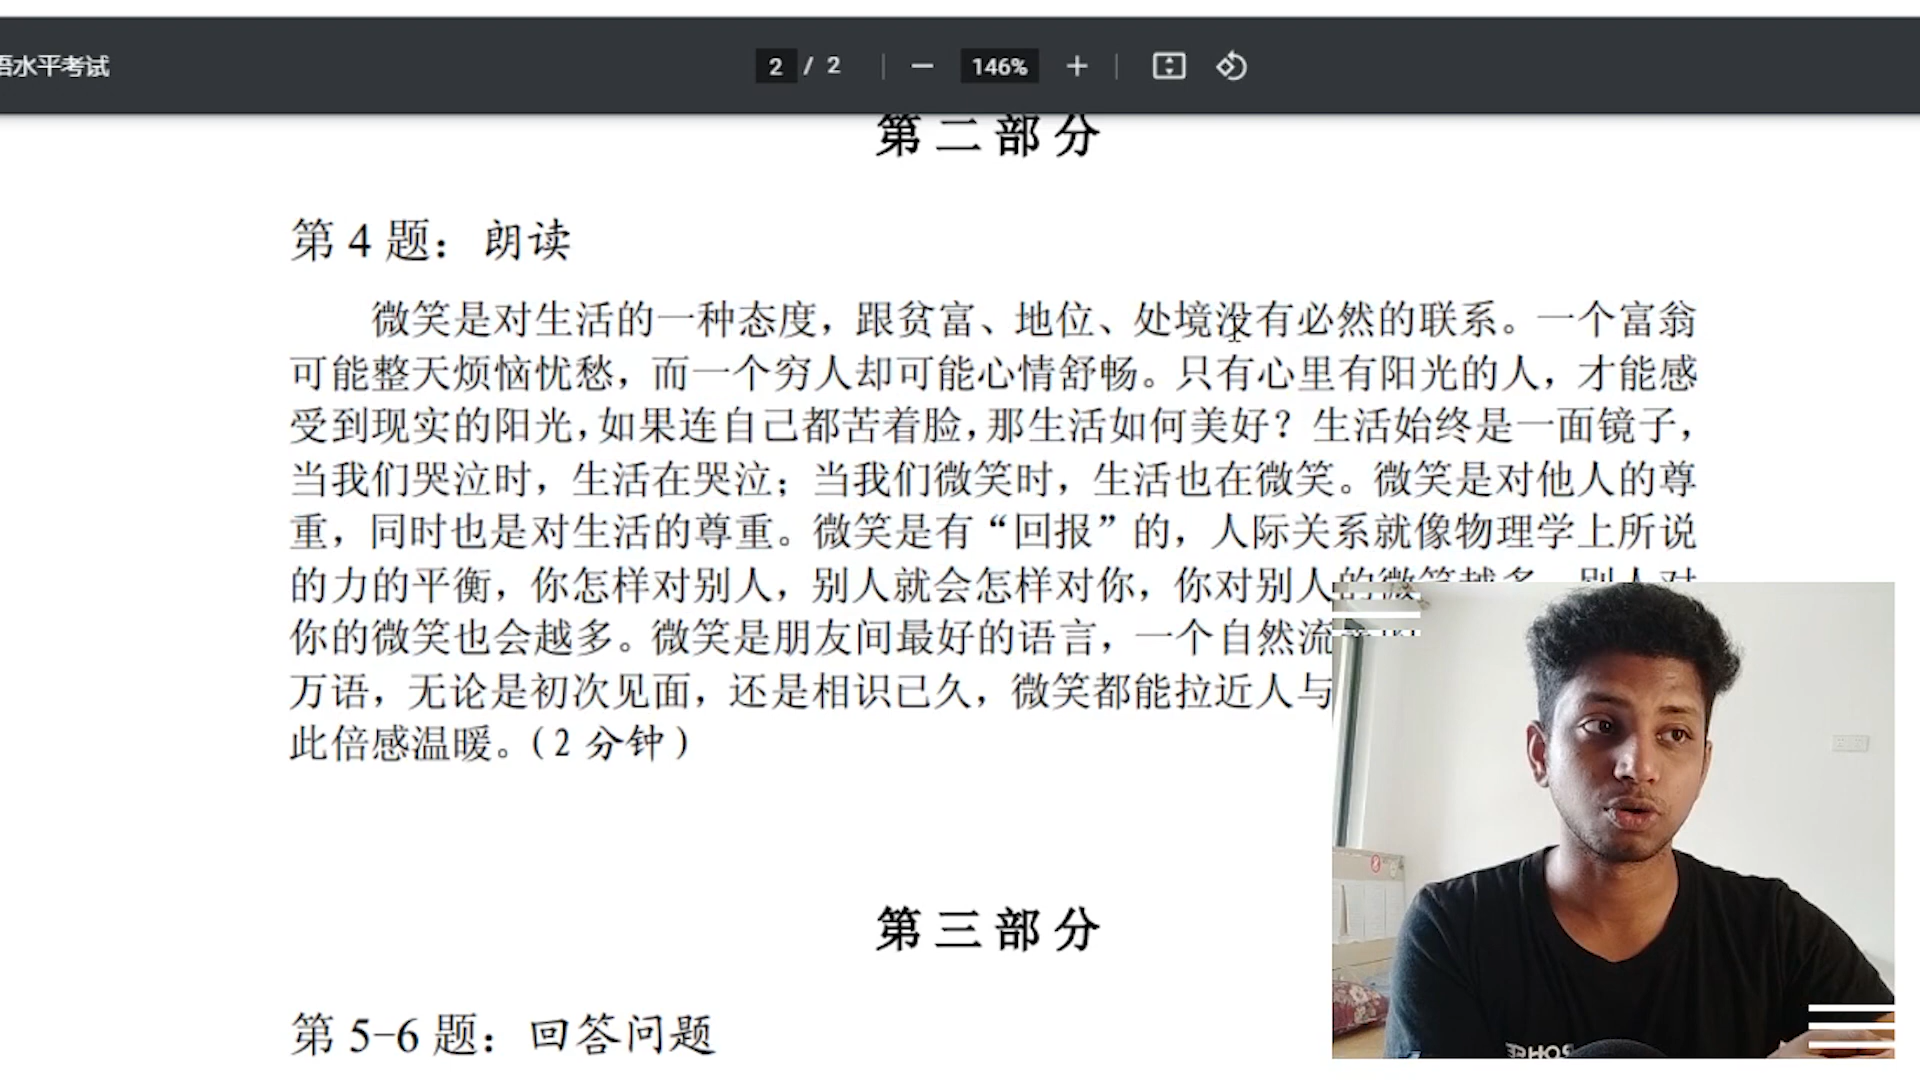 语水平考试
2 / 2
146%
第二部分
第 4 题：朗读
微笑是对生活的一种态度，跟贫富、地位、处境没有必然的联系。一个富翁
可能整天烦恼忧愁，而一个穷人却可能心情舒畅。只有心里有阳光的人，才能感
受到现实的阳光，如果连自己都苦着脸，那生活如何美好？生活始终是一面镜子，
当我们哭泣时，生活在哭泣；当我们微笑时，生活也在微笑。微笑是对他人的尊
重，同时也是对生活的尊重。微笑是有“回报”的，人际关系就像物理学上所说
的力的平衡，你怎样对别人，别人就会怎样对你，你对别人的微笑越多，别人对
你的微笑也会越多。微笑是朋友间最好的语言，一个自然流
万语，无论是初次见面，还是相识已久，微笑都能拉近人与
此倍感温暖。（2 分钟）
第三部分
第 5-6 题：回答问题